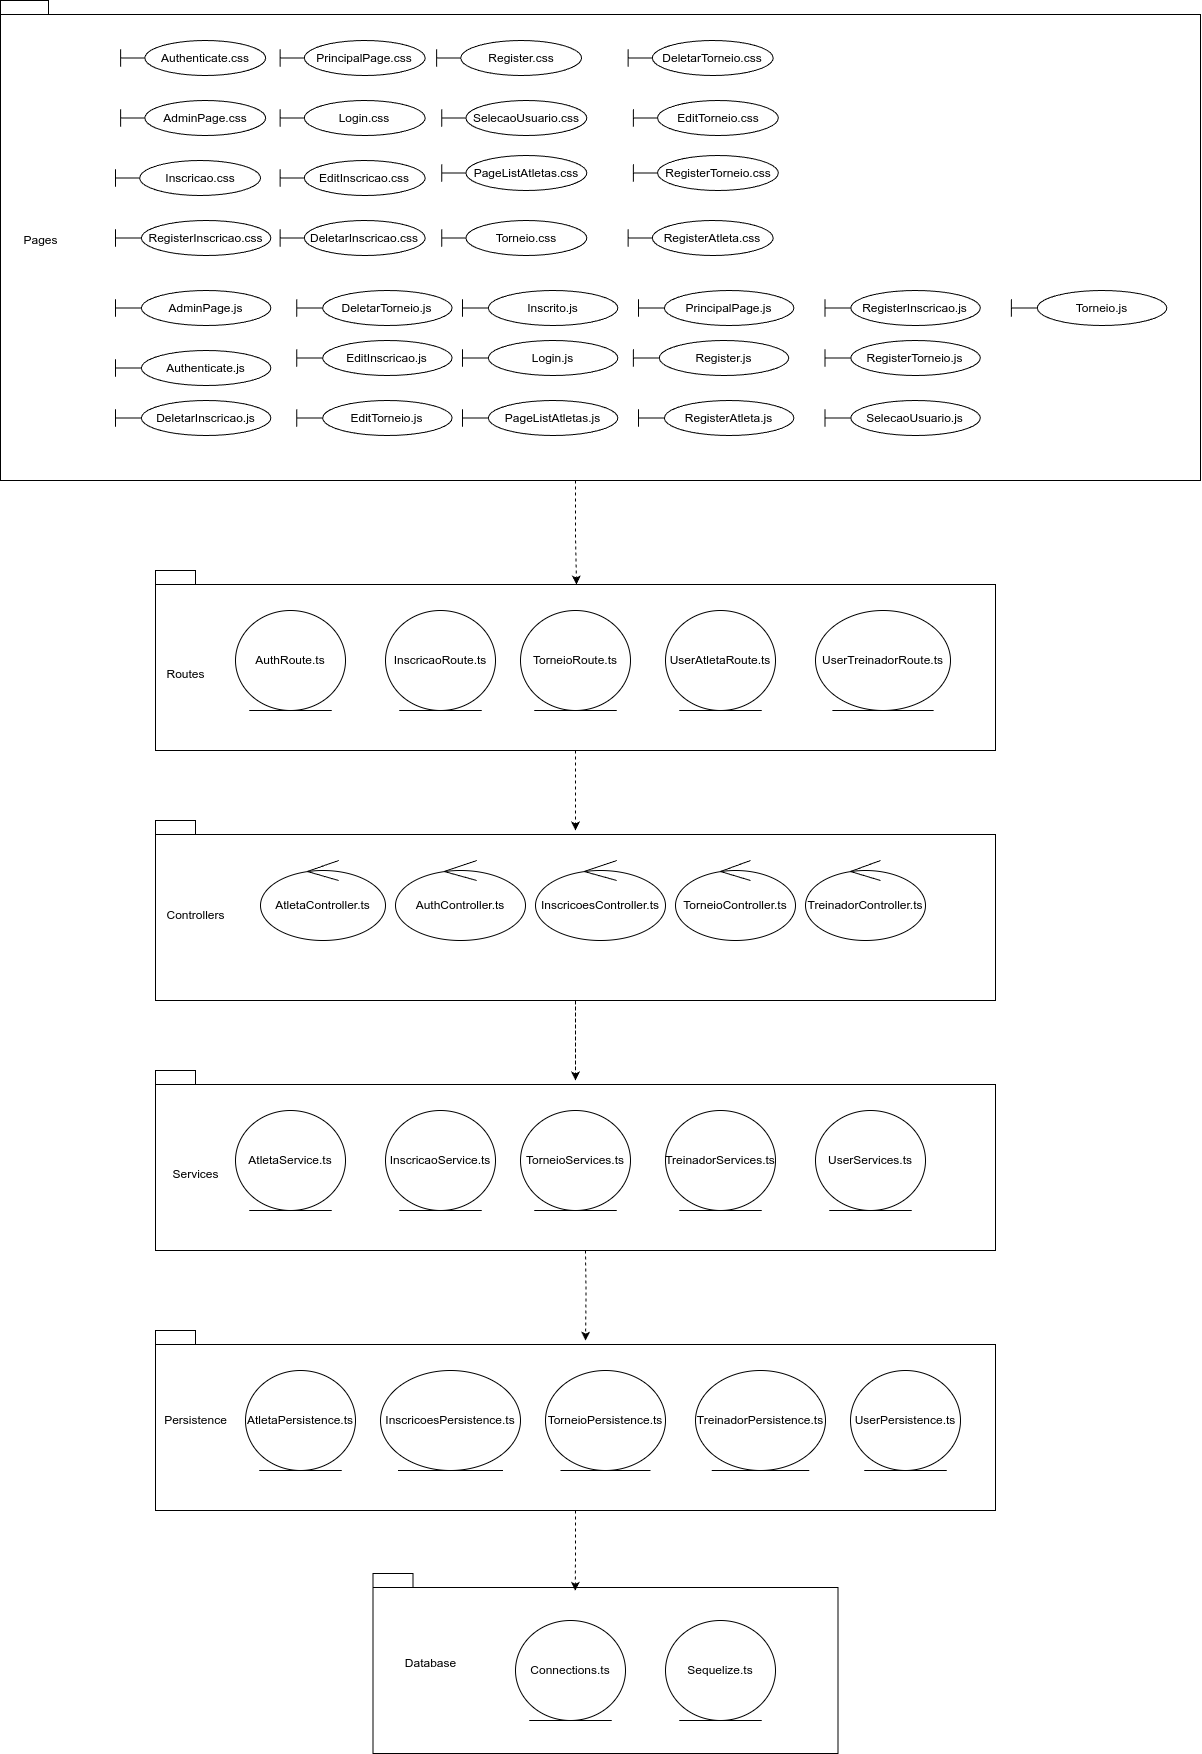 Authenticate.css
PrincipalPage.css
Register.css
DeletarTorneio.css
AdminPage.css
Login.css
SelecaoUsuario.css
EditTorneio.css
Inscricao.css
EditInscricao.css
PageListAtletas.css
RegisterTorneio.css
Pages
RegisterInscricao.css
DeletarInscricao.css
Torneio.css
RegisterAtleta.css
AdminPage.js
DeletarTorneio.js
Inscrito.js
PrincipalPage.js
RegisterInscricao.js
Torneio.js
Authenticate.js
EditInscricao.js
Login.js
Register.js
RegisterTorneio.js
DeletarInscricao.js
EditTorneio.js
PageListAtletas.js
RegisterAtleta.js
SelecaoUsuario.js
Routes
AuthRoute.ts
InscricaoRoute.ts
TorneioRoute.ts
UserAtletaRoute.ts
UserTreinadorRoute.ts
Controllers
AtletaController.ts
AuthController.ts
InscricoesController.ts
TorneioController.ts
TreinadorController.ts
Services
AtletaService.ts
InscricaoService.ts
TorneioServices.ts
TreinadorServices.ts
UserServices.ts
Persistence
AtletaPersistence.ts
InscricoesPersistence.ts
TorneioPersistence.ts
TreinadorPersistence.ts
UserPersistence.ts
Database
Connections.ts
Sequelize.ts